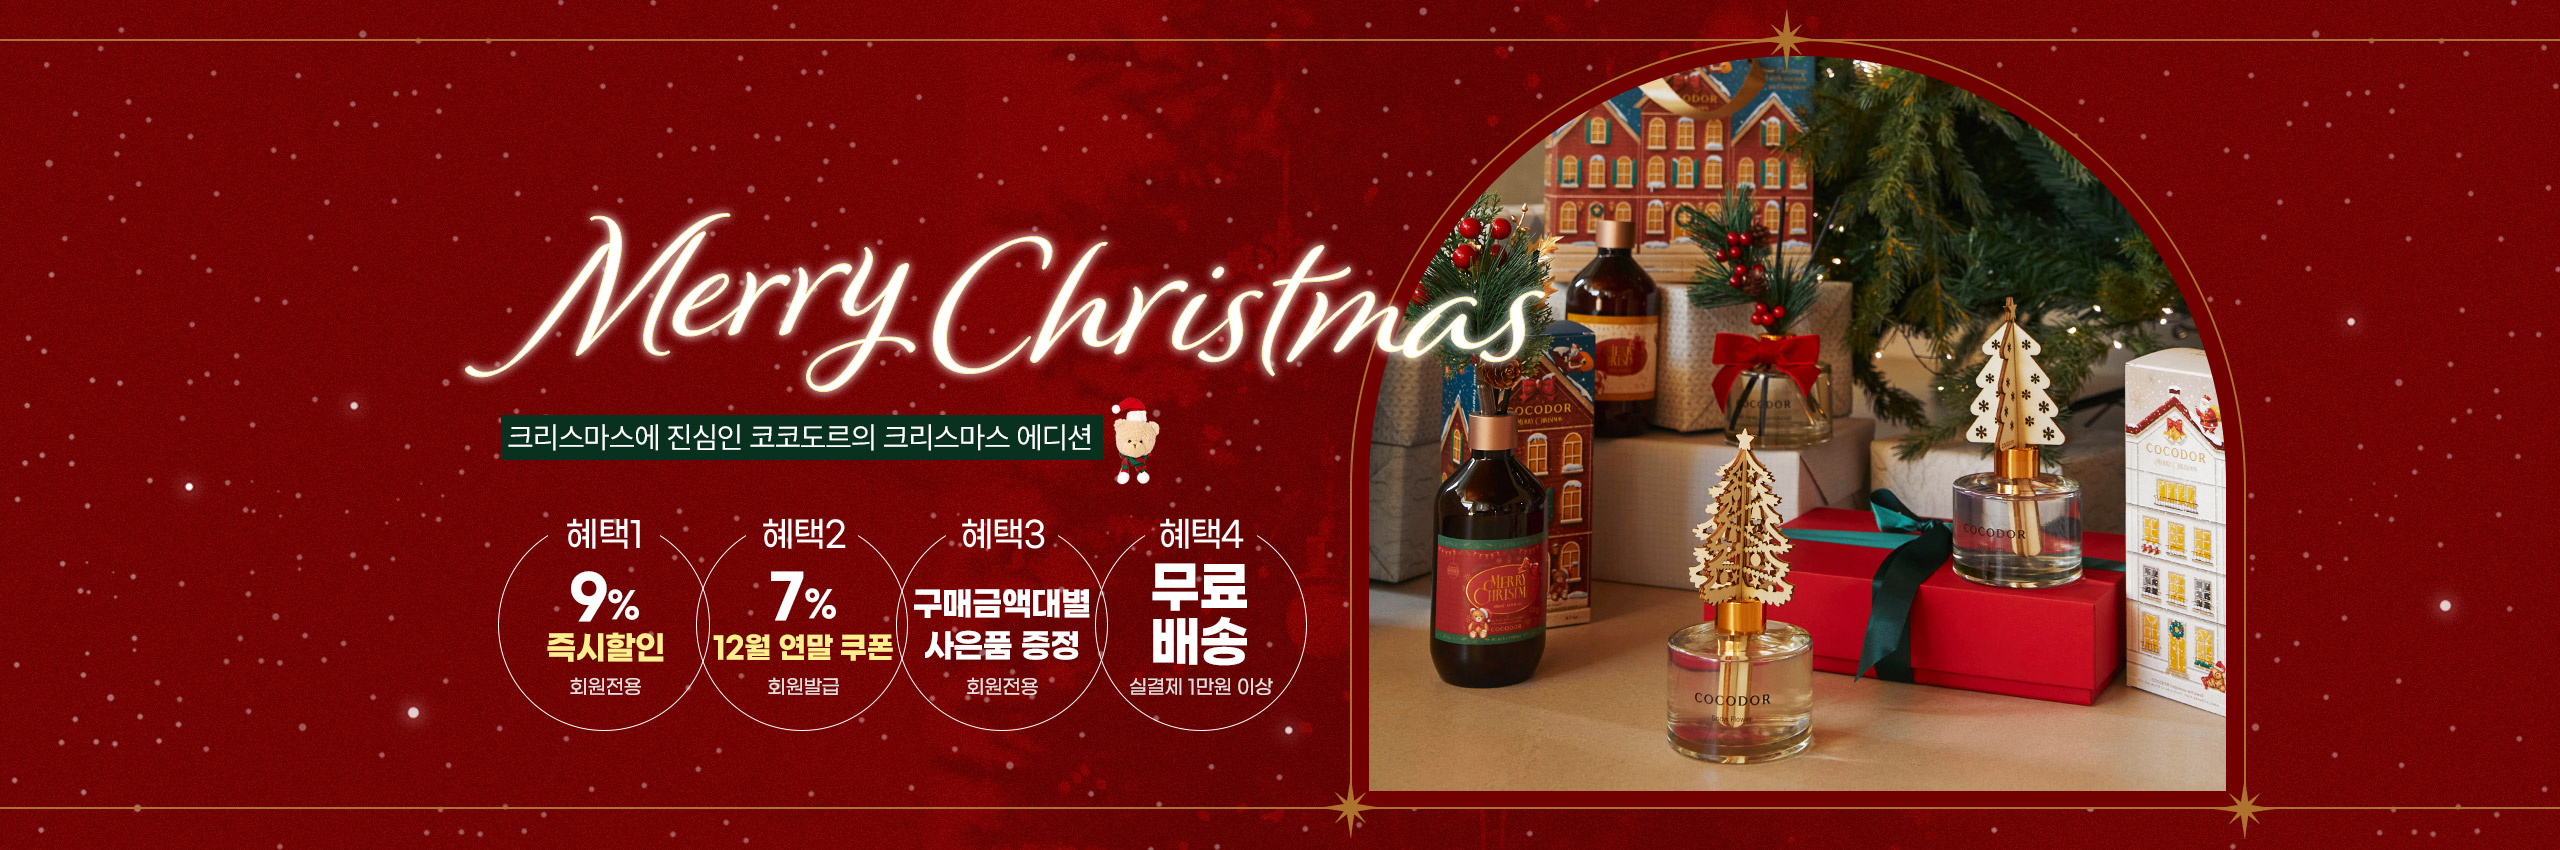 Merry Christmas
크리스마스에 진심인 코코도르의 크리스마스 에디션
혜택1
9%
즉시할인
회원전용
혜택2
7%
12월 연말 쿠폰
회원발급
혜택3
구매금액대별
사은품 증정
회원전용
혜택4
무료
배송
실결제 1만원 이상
COCODOR
COCODOR
MERRY
CHRISTM
COCODOR
COCODOR
COCODOR
COCODOR